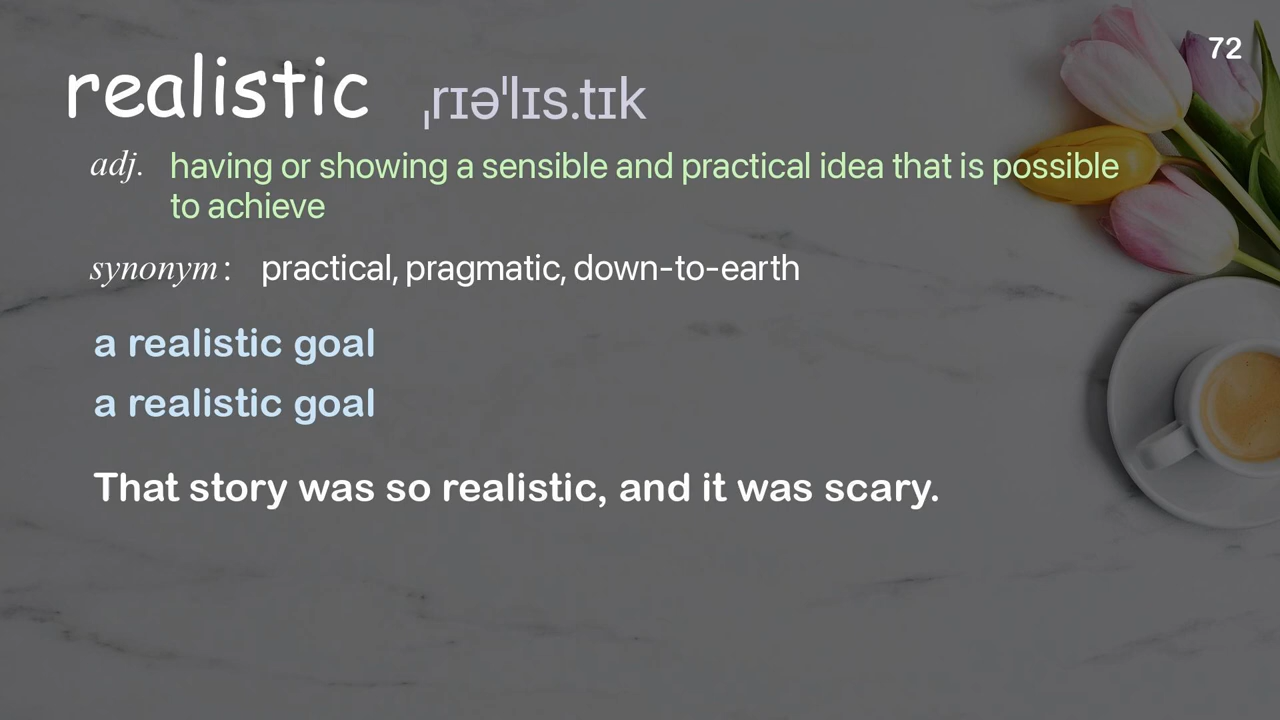 72
realistic ˌrɪəˈlɪs.tɪk
adj. having or showing a sensible and practical idea that is possible
to achieve
synonym: practical, pragmatic, down-to-earth
a realistic goal
a realistic goal
That story was so realistic, and it was scary.